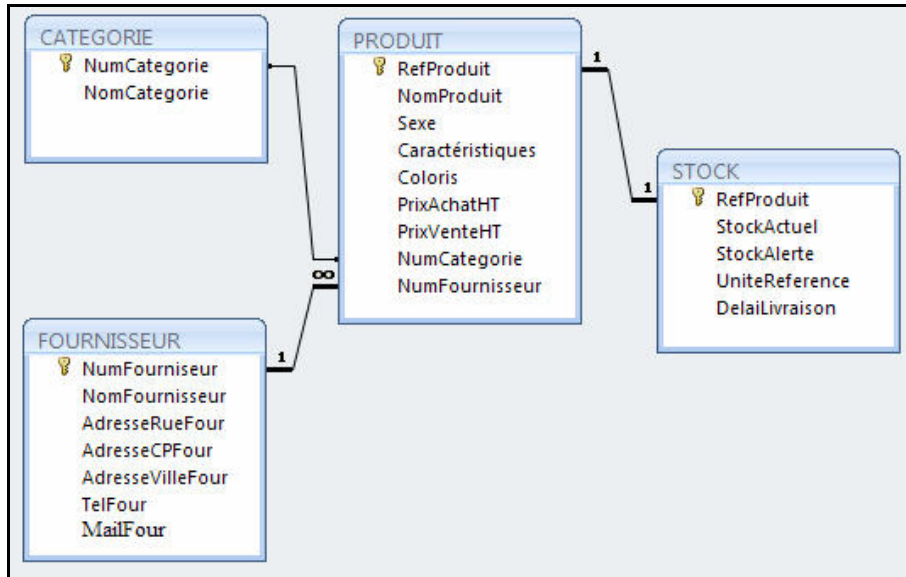 CATEGORIE
NumCategorie
NomCategorie
PRODUIT
RefProduit
NomProduit
Sexe
Caractéristiques
Coloris
PrixAchatHT
PrixVenteHT
NumCategorie
NumFournisseur
1
1
STOCK
RefProduit
StockActuel
StockAlerte
UniteReference
DelaiLivraison
∞
1
FOURNISSEUR
NumFourniseur
NomFournisseur
AdresseRueFour
AdresseCPFour
AdresseVilleFour
TelFour
MailFour